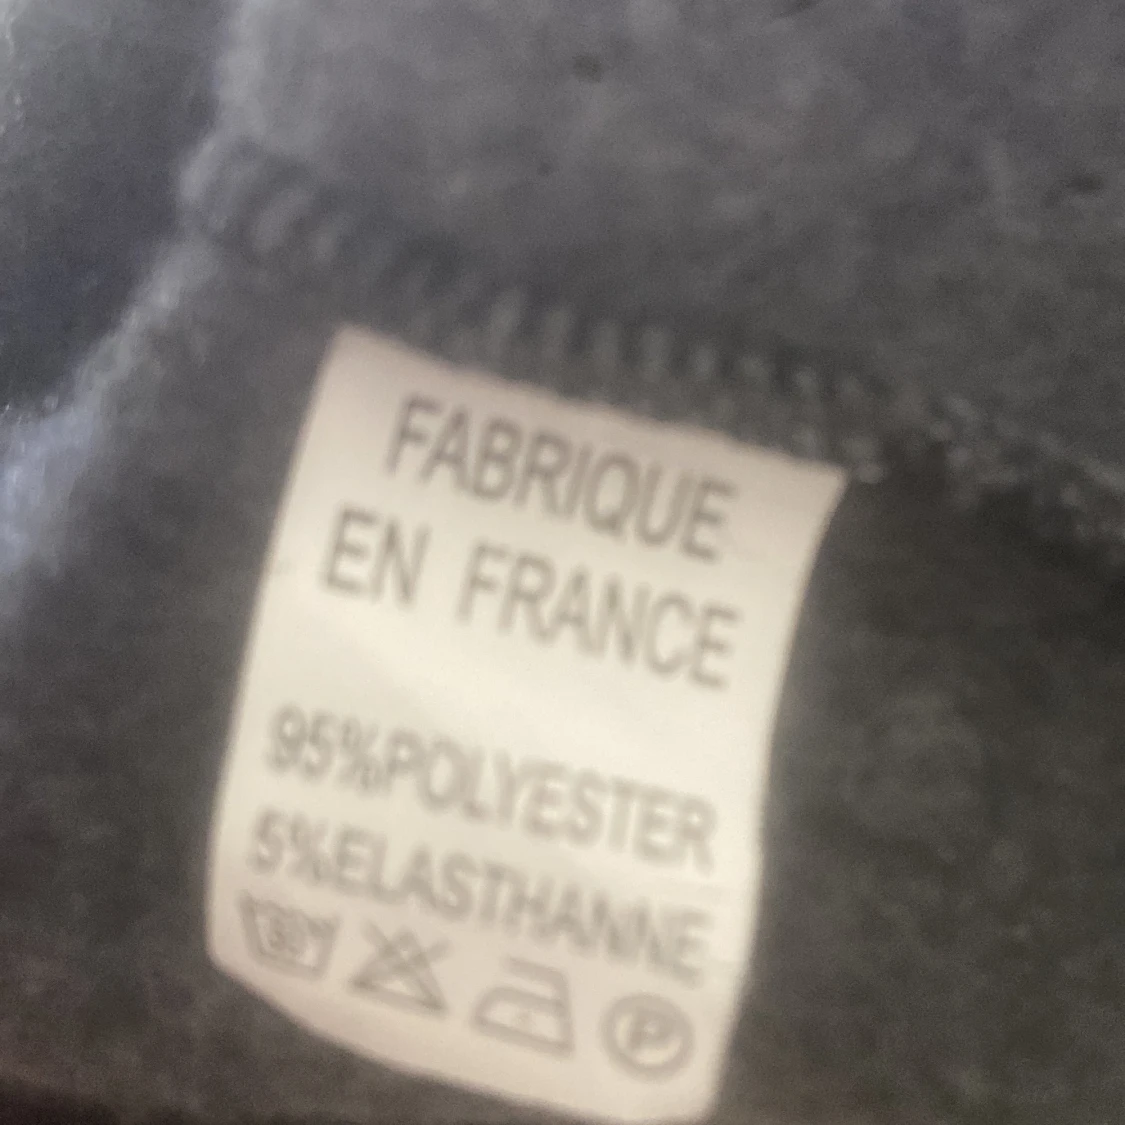 FABRIQUE
EN FRANCE
95%POLYESTER
5%ELASTHANNE
P